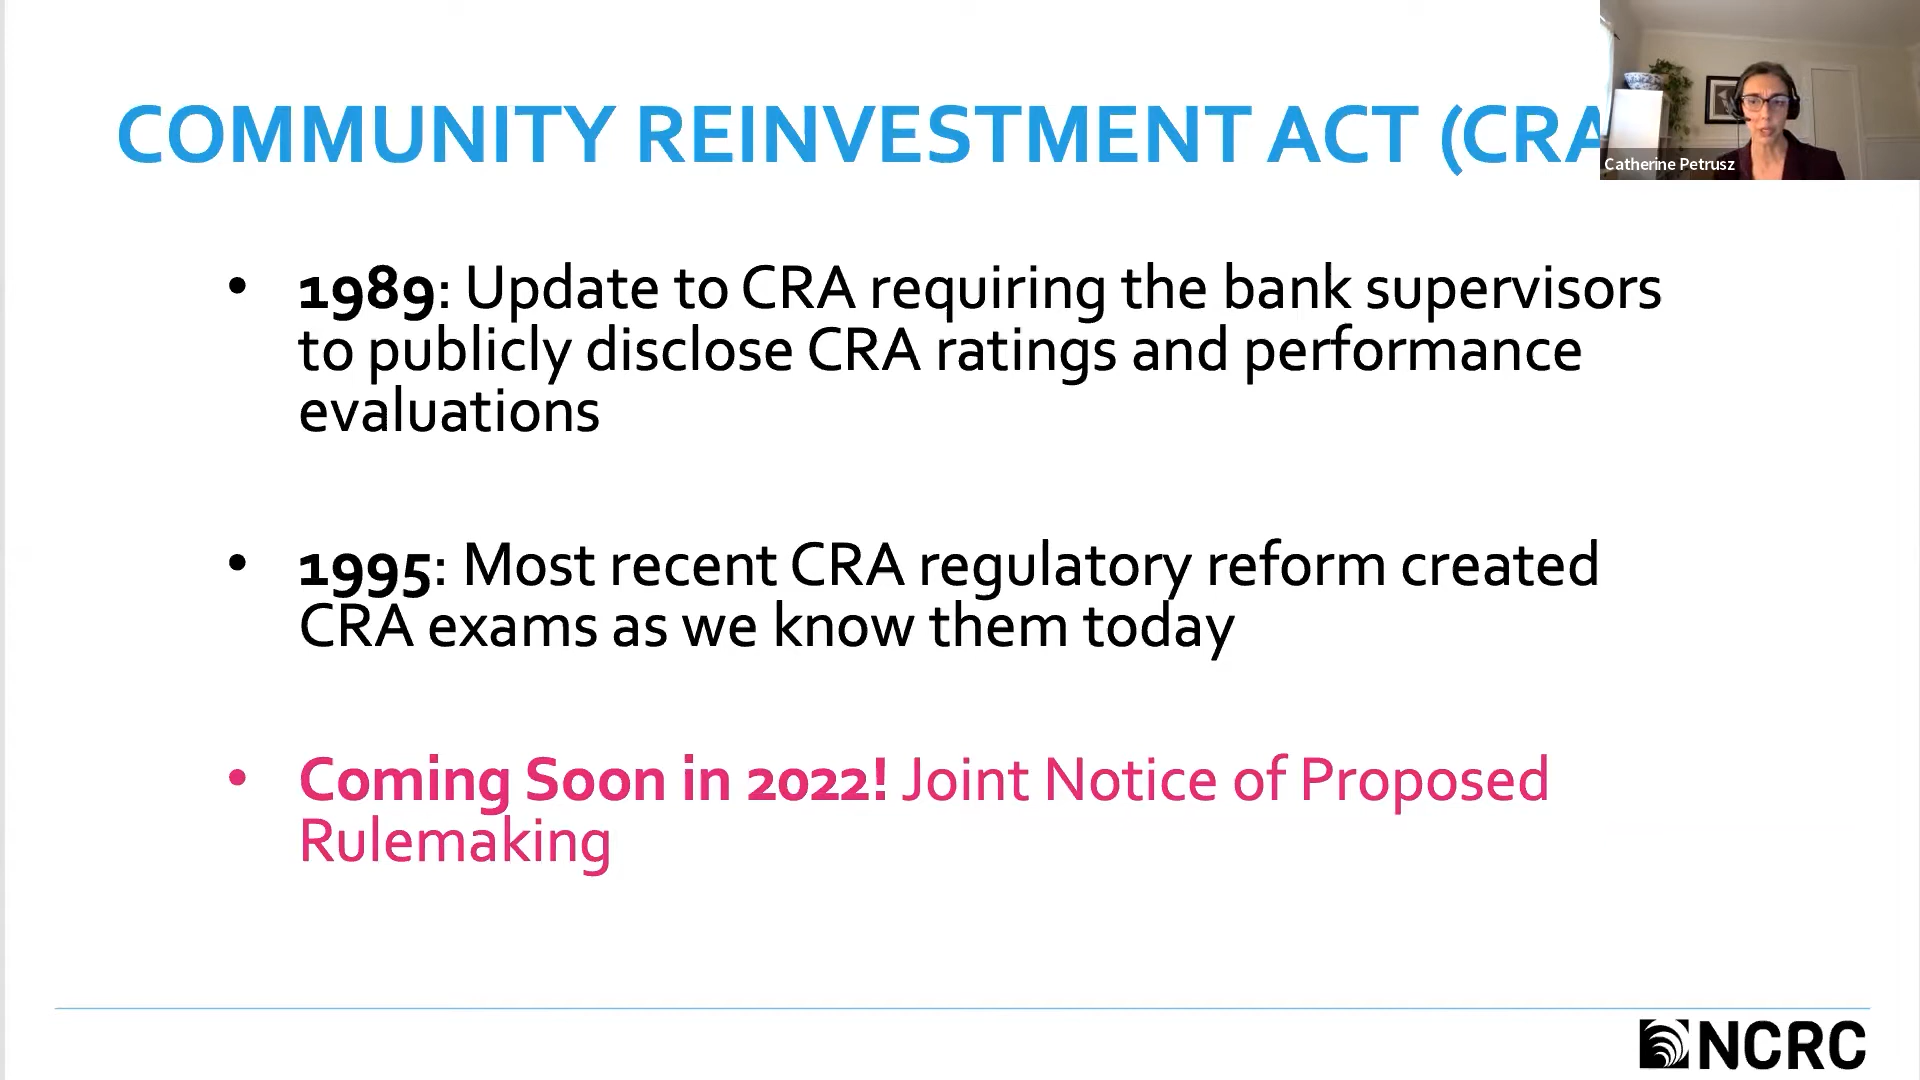 COMMUNITY REINVESTMENT ACT (CRA
Catherine Petrusz
• 1989: Update to CRA requiring the bank supervisors
to publicly disclose CRA ratings and performance
evaluations
• 1995: Most recent CRA regulatory reform created
CRA exams as we know them today
• Coming Soon in 2022! Joint Notice of Proposed
Rulemaking
NCRC